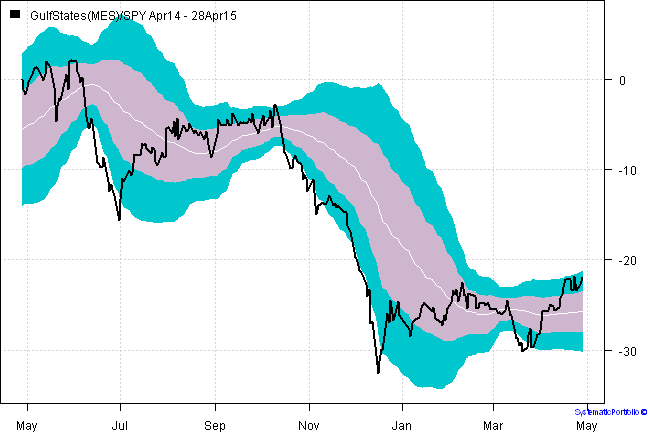 GulfStates(MES)/SPY Apr14 - 28Apr15
0
-10
-20
-30
May Jul Sep Nov Jan Mar May
SystematicPortfolio ©